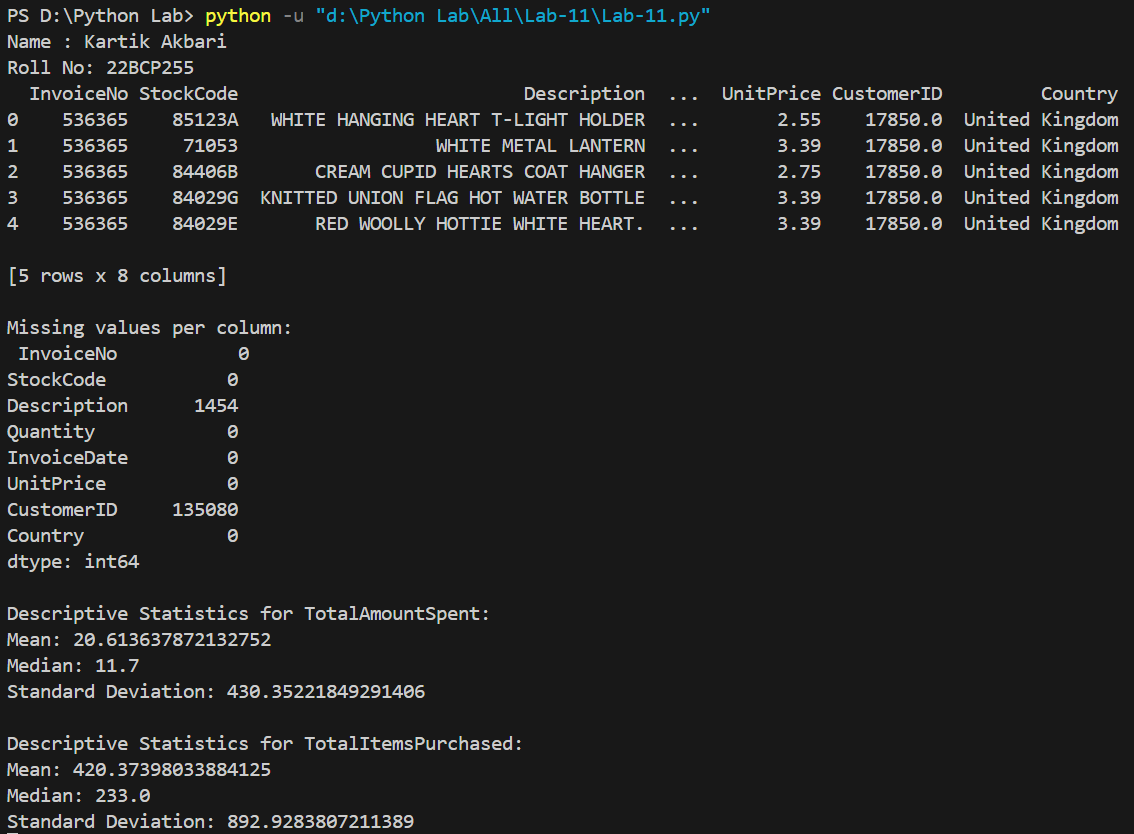 PS D:\Python Lab> python -u "d:\Python Lab\All\Lab-11\Lab-11.py"
Name : Kartik Akbari
Roll No: 22BCP255
  InvoiceNo StockCode                          Description  ...  UnitPrice CustomerID         Country
0    536365    85123A   WHITE HANGING HEART T-LIGHT HOLDER  ...       2.55    17850.0  United Kingdom
1    536365     71053                  WHITE METAL LANTERN  ...       3.39    17850.0  United Kingdom
2    536365    84406B       CREAM CUPID HEARTS COAT HANGER  ...       2.75    17850.0  United Kingdom
3    536365    84029G  KNITTED UNION FLAG HOT WATER BOTTLE  ...       3.39    17850.0  United Kingdom
4    536365    84029E       RED WOOLLY HOTTIE WHITE HEART.  ...       3.39    17850.0  United Kingdom

[5 rows x 8 columns]

Missing values per column:
 InvoiceNo           0
StockCode           0
Description      1454
Quantity            0
InvoiceDate         0
UnitPrice           0
CustomerID     135080
Country             0
dtype: int64

Descriptive Statistics for TotalAmountSpent:
Mean: 20.613637872132752
Median: 11.7
Standard Deviation: 430.35221849291406

Descriptive Statistics for TotalItemsPurchased:
Mean: 420.37398033884125
Median: 233.0
Standard Deviation: 892.9283807211389